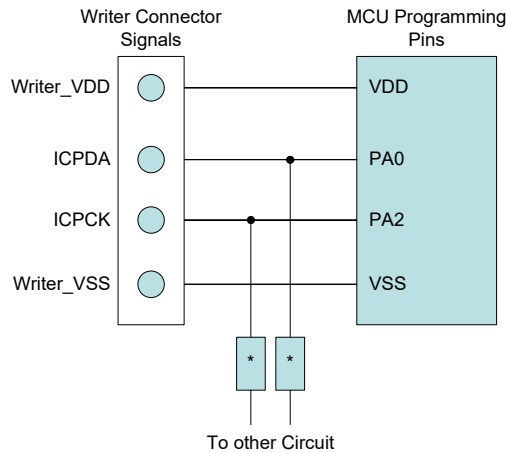 Writer Connector
Signals
MCU Programming
Pins
Writer_VDD
VDD
ICPDA
PA0
ICPCK
PA2
Writer_VSS
VSS
*
*
To other Circuit